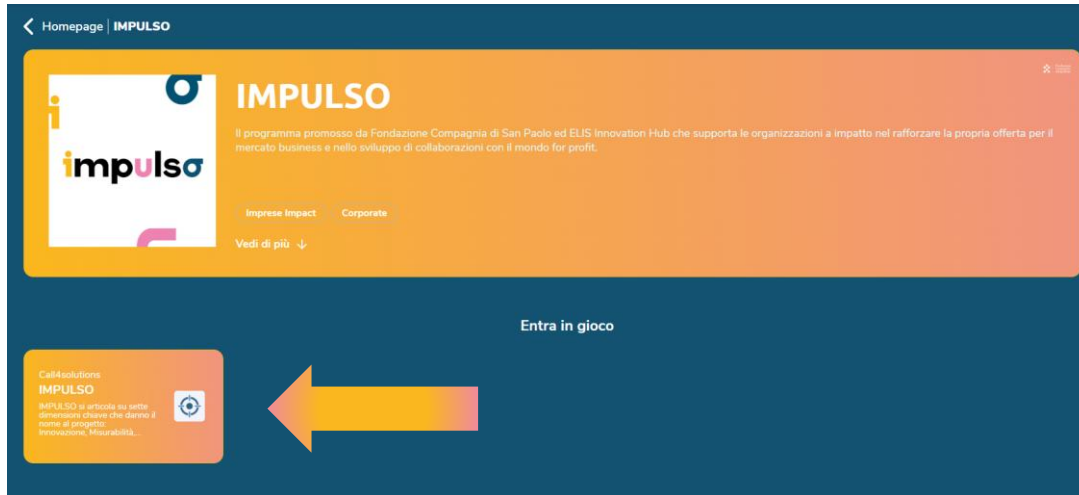 Homepage | IMPULSO
impulso
IMPULSO
Il programma promosso da Fondazione Compagnia di San Paolo ed ELIS Innovation Hub che supporta le organizzazioni a impatto nel rafforzare la propria offerta per il
mercato business e nello sviluppo di collaborazioni con il mondo for profit.
Imprese Impact
Corporate
Vedi di più
Entra in gioco
Call4solutions
IMPULSO
IMPULSO si articola su sette
dimensioni chiave che danno il
nome al progetto:
Innovazione, Misurabilità,...